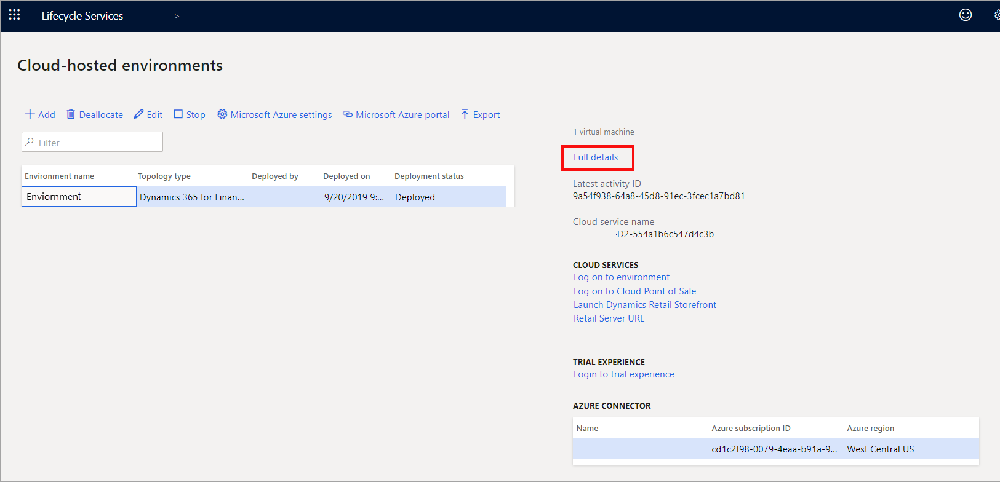 Lifecycle Services >
Cloud-hosted environments
Add Deallocate Edit Stop Microsoft Azure settings Microsoft Azure portal Export
Filter
Environment name Topology type Deployed by Deployed on Deployment status
Enviornment Dynamics 365 for Finan... 9/20/2019 9:... Deployed
1 virtual machine
Full details
Latest activity ID
9a54f938-64a8-45d8-91ec-3fcec1a7bd81
Cloud service name
-D2-554a1b6c547d4c3b
CLOUD SERVICES
Log on to environment
Log on to Cloud Point of Sale
Launch Dynamics Retail Storefront
Retail Server URL
TRIAL EXPERIENCE
Login to trial experience
AZURE CONNECTOR
Name Azure subscription ID Azure region
cd1c2f98-0079-4eaa-b91a-9... West Central US